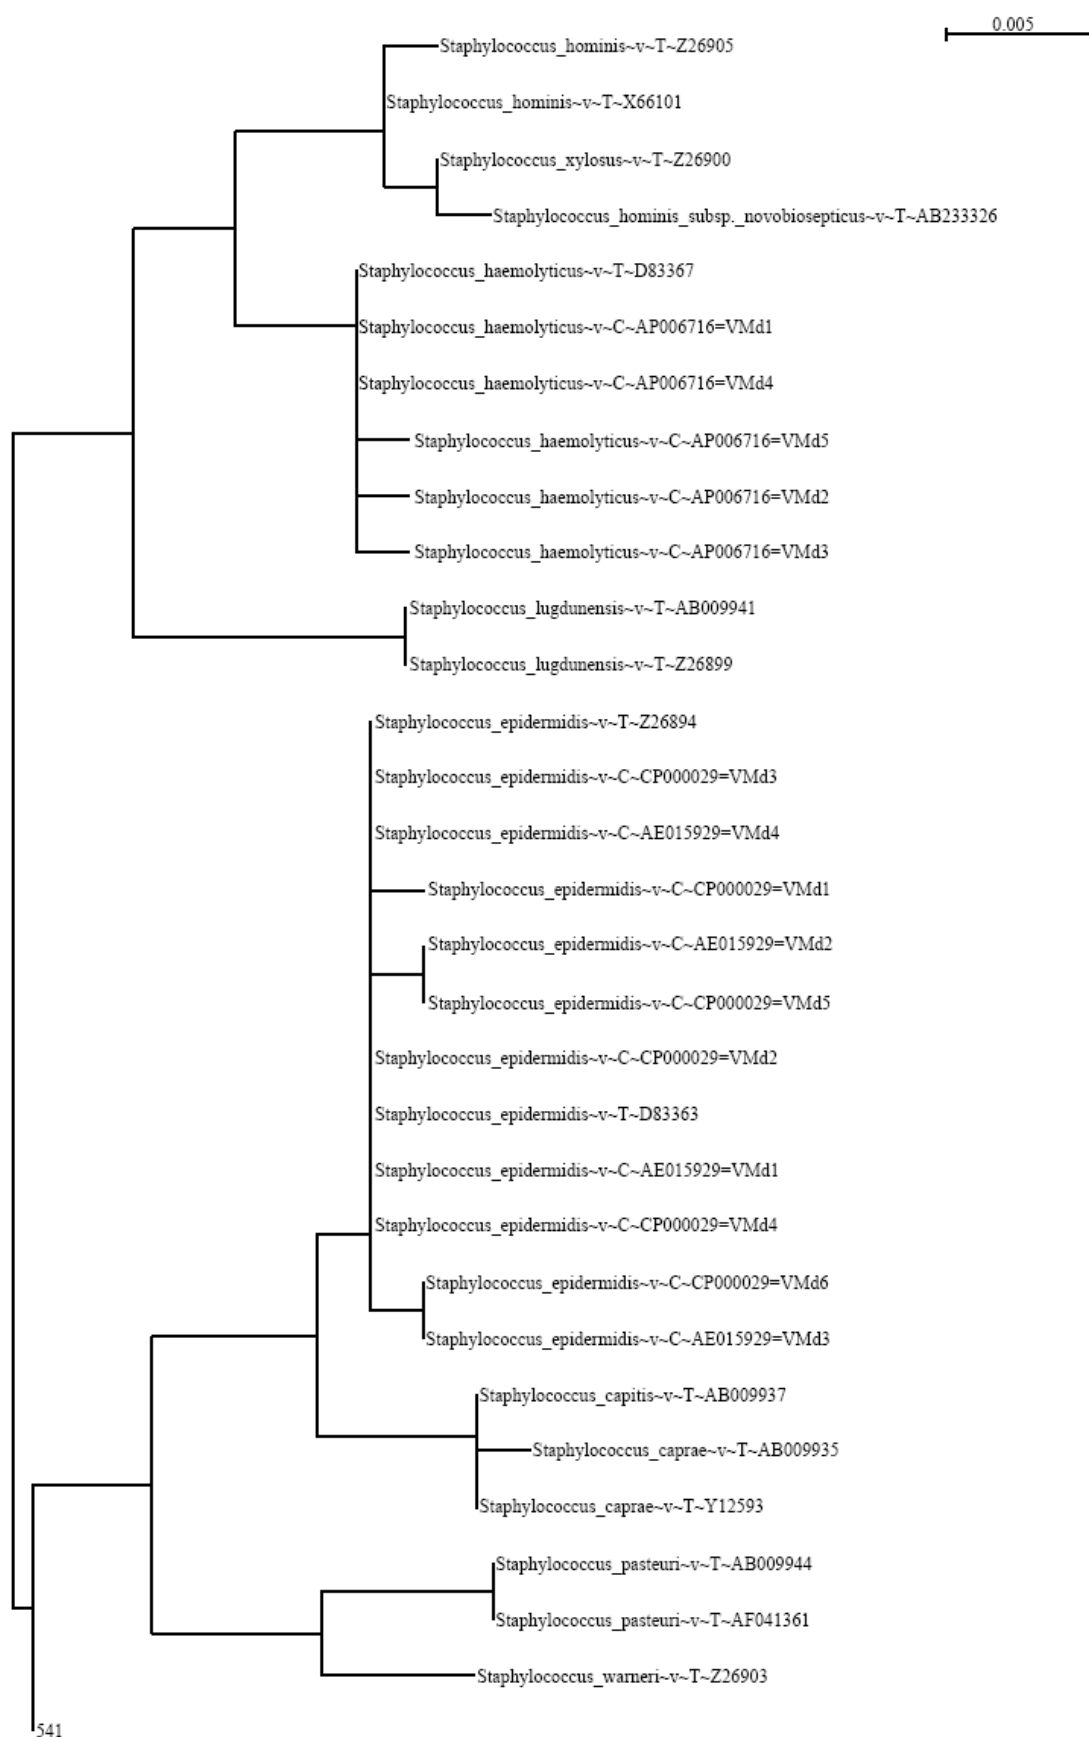 0.005
Staphylococcus_hominis~v~T~Z26905
Staphylococcus_hominis~v~T~X66101
Staphylococcus_xylosus~v~T~Z26900
Staphylococcus_hominis_subsp._novobiosepticus~v~T~AB233326
Staphylococcus_haemolyticus~v~T~D83367
Staphylococcus_haemolyticus~v~C~AP006716=VMd1
Staphylococcus_haemolyticus~v~C~AP006716=VMd4
Staphylococcus_haemolyticus~v~C~AP006716=VMd5
Staphylococcus_haemolyticus~v~C~AP006716=VMd2
Staphylococcus_haemolyticus~v~C~AP006716=VMd3
Staphylococcus_lugdunensis~v~T~AB009941
Staphylococcus_lugdunensis~v~T~Z26899
Staphylococcus_epidermidis~v~T~Z26894
Staphylococcus_epidermidis~v~C~CP000029=VMd3
Staphylococcus_epidermidis~v~C~AE015929=VMd4
Staphylococcus_epidermidis~v~C~CP000029=VMd1
Staphylococcus_epidermidis~v~C~AE015929=VMd2
Staphylococcus_epidermidis~v~C~CP000029=VMd5
Staphylococcus_epidermidis~v~C~CP000029=VMd2
Staphylococcus_epidermidis~v~T~D83363
Staphylococcus_epidermidis~v~C~AE015929=VMd1
Staphylococcus_epidermidis~v~C~CP000029=VMd4
Staphylococcus_epidermidis~v~C~CP000029=VMd6
Staphylococcus_epidermidis~v~C~AE015929=VMd3
Staphylococcus_capitis~v~T~AB009937
Staphylococcus_caprae~v~T~AB009935
Staphylococcus_caprae~v~T~Y12593
Staphylococcus_pasteuri~v~T~AB009944
Staphylococcus_pasteuri~v~T~AF041361
Staphylococcus_warneri~v~T~Z26903
541